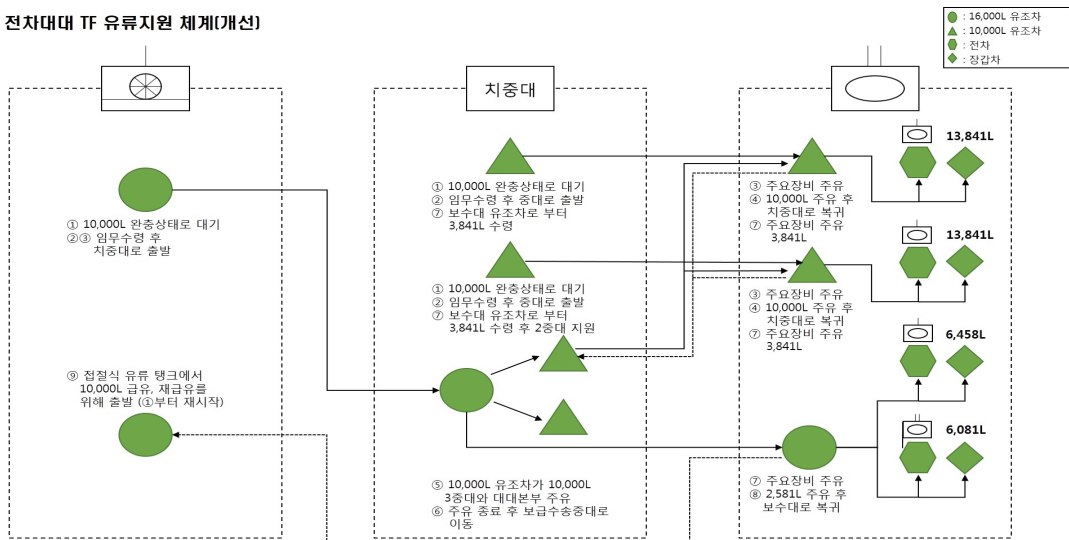 전차대대 TF 유류지원 체계(개선)
: 16,000L 유조차
: 10,000L 유조차
: 전차
: 장갑차
① 10,000L 완충상태로 대기
②③ 임무수령 후
치중대로 출발
⑨ 접절식 유류 탱크에서
10,000L 급유, 재급유를
위해 출발 (①부터 재시작)
치중대
① 10,000L 완충상태로 대기
② 임무수령 후 중대로 출발
⑦ 보수대 유조차로 부터
3,841L 수령
① 10,000L 완충상태로 대기
② 임무수령 후 중대로 출발
⑦ 보수대 유조차로 부터
3,841L 수령 후 2중대 지원
⑤ 10,000L 유조차가 10,000L
3중대와 대대본부 주유
⑥ 주유 종료 후 보급수송중대로
이동
③ 주요장비 주유
④ 10,000L 주유 후
치중대로 복귀
⑦ 주요장비 주유
3,841L
13,841L
③ 주요장비 주유
④ 10,000L 주유 후
치중대로 복귀
⑦ 주요장비 주유
3,841L
13,841L
6,458L
6,081L
⑦ 주요장비 주유
⑧ 2,581L 주유 후
보수대로 복귀